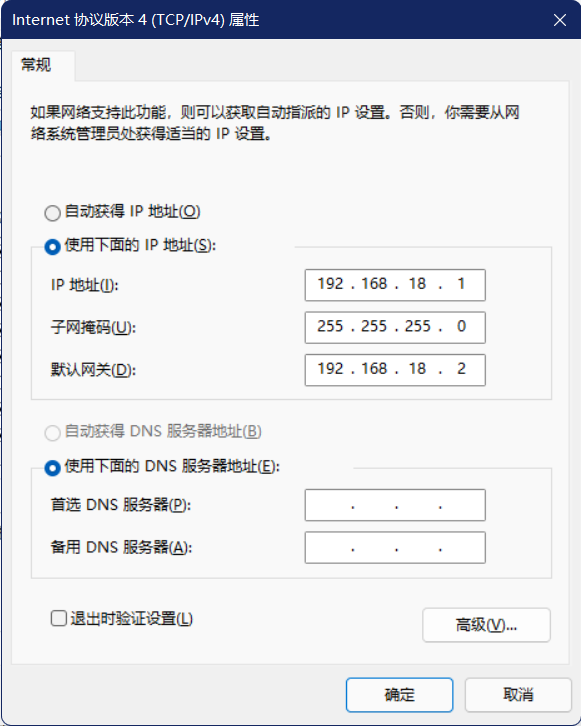 Internet 协议版本 4 (TCP/IPv4) 属性
常规
如果网络支持此功能，则可以获取自动指派的 IP 设置。否则，你需要从网
络系统管理员处获得适当的 IP 设置。
自动获得 IP 地址(O)
使用下面的 IP 地址(S):
IP 地址(I): 192 . 168 . 18 . 1
子网掩码(U): 255 . 255 . 255 . 0
默认网关(D): 192 . 168 . 18 . 2
自动获得 DNS 服务器地址(B)
使用下面的 DNS 服务器地址(E):
首选 DNS 服务器(P): . . .
备用 DNS 服务器(A): . . .
退出时验证设置(L)
高级(V)...
确定 取消